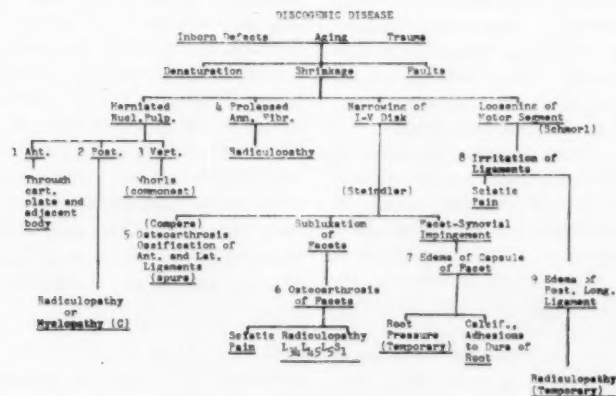 DISCOGENIC DISEASE
Inborn Defects Aging Trauma
Denaturation Shrinkage Faults
Herniated Nucl. Pulp.
4 Prolapsed Ann. Fibr.
Narrowing of I-V Disk
Loosening of Motor Segment
(Schmorl)
1 Ant. 2 Post. 3 Vert.
Radiculopathy
8 Irritation of Ligaments
Through cart. plate and adjacent body
Whorls (commonest)
(Steindler)
Sciatic Pain
(Compare)
5 Osteoarthrosis
Ossification of
Ant. and Lat.
Ligaments
(spurs)
Subluxation
of
Facets
Facet-Synovial
Impingement
7 Edema of Capsule
of Facet
9 Edema of
Post. Long.
Ligament
Radiculopathy
or
Myelopathy (C)
6 Osteoarthrosis
of Facets
Sciatic Pain
Radiculopathy
L34L45L5S1
Root
Pressure
(Temporary)
Calcif.,
Adhesions
to Dura of
Root
Radiculopathy
(Temporary)